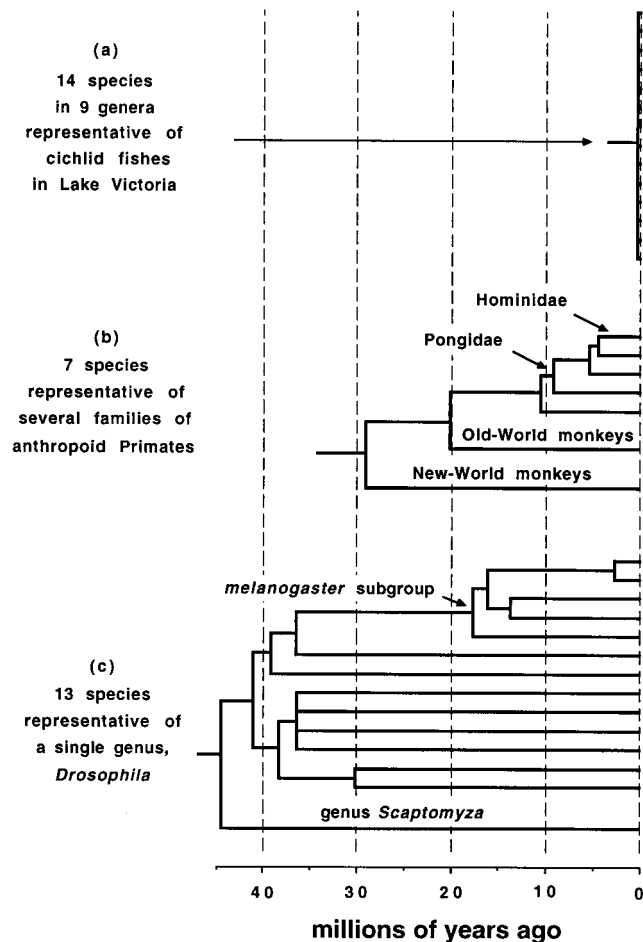 (a)
14 species
in 9 genera
representative of
cichlid fishes
in Lake Victoria
Hominidae
Pongidae
(b)
7 species
representative of
several families of
anthropoid Primates
Old-World monkeys
New-World monkeys
melanogaster subgroup
(c)
13 species
representative of
a single genus,
Drosophila
genus Scaptomyza
40 30 20 10 0
millions of years ago